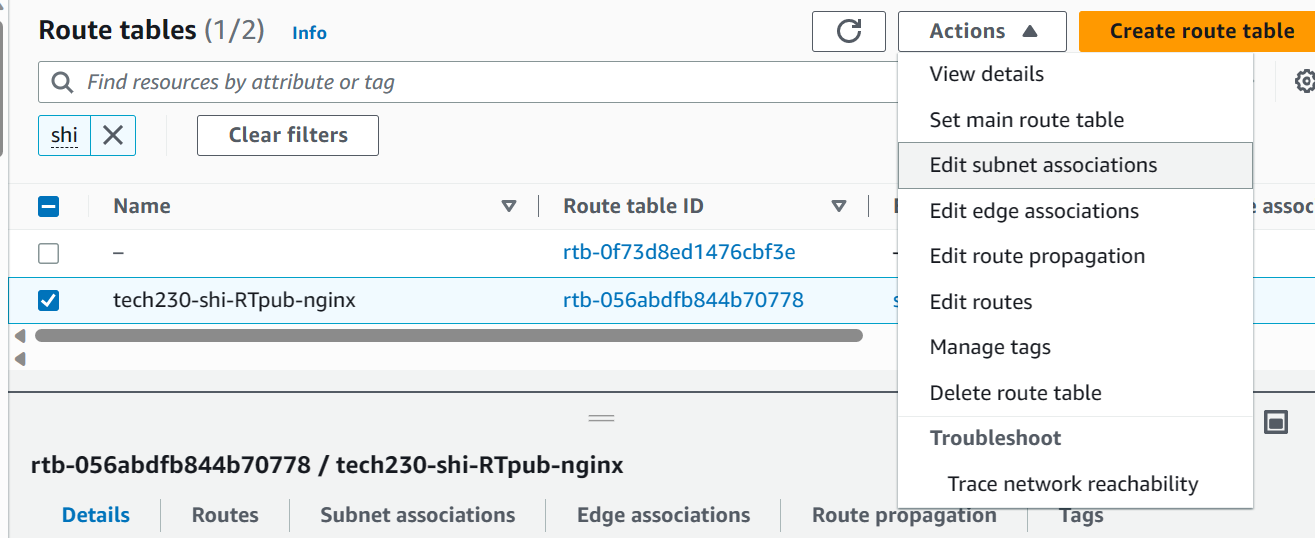 Route tables (1/2) Info
Actions
Create route table
Find resources by attribute or tag
shi
Clear filters
View details
Set main route table
Edit subnet associations
Edit edge associations
Edit route propagation
Edit routes
Manage tags
Delete route table
Troubleshoot
Trace network reachability
Name
Route table ID
e assoc
–
rtb-0f73d8ed1476cbf3e
tech230-shi-RTpub-nginx
rtb-056abdfb844b70778
rtb-056abdfb844b70778 / tech230-shi-RTpub-nginx
Details
Routes
Subnet associations
Edge associations
Route propagation
Tags